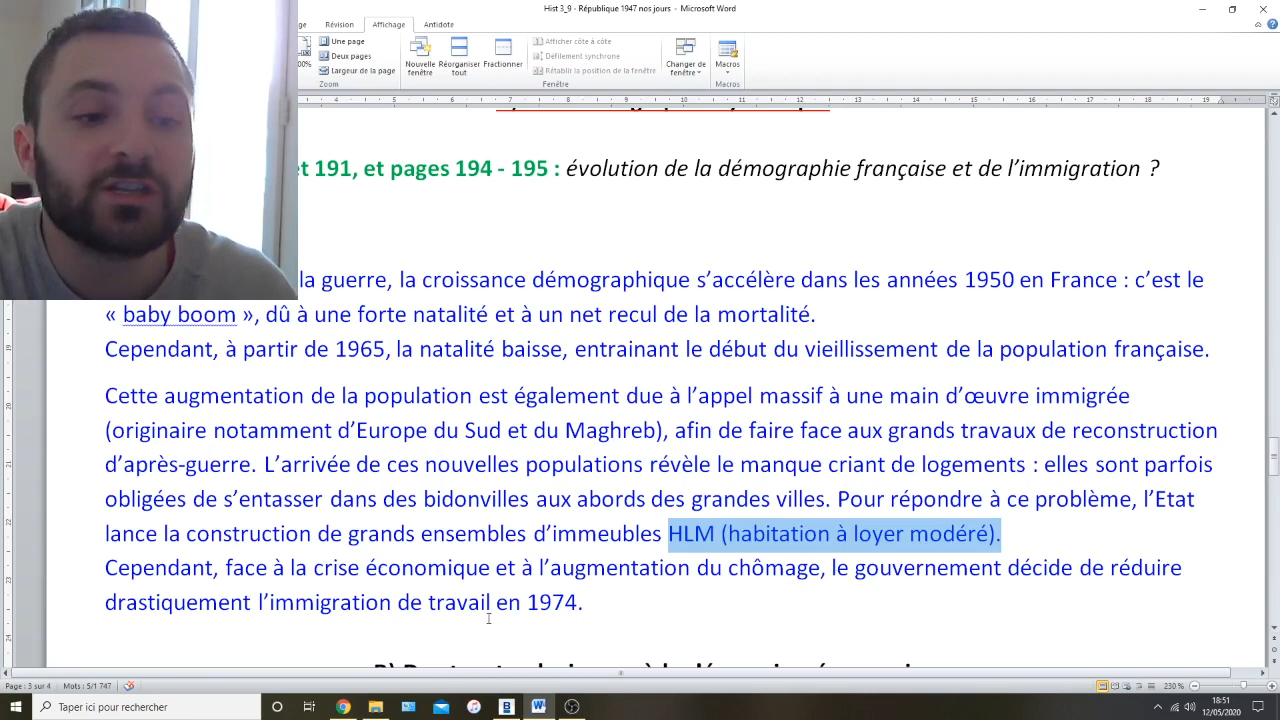 Hist 3_9 - République 1947 nos jours - Microsoft Word
Révision Affichage Antidote
Une page
Deux pages
Largeur de la page
Zoom
Nouvelle fenêtre
Réorganiser tout
Fractionner
Afficher côte à côte
Défilement synchrone
Rétablir la position de la fenêtre
Fenêtre
Changer de fenêtre
Macros
Macros
et 191, et pages 194 - 195 : évolution de la démographie française et de l’immigration ?
la guerre, la croissance démographique s’accélère dans les années 1950 en France : c’est le
« baby boom », dû à une forte natalité et à un net recul de la mortalité.
Cependant, à partir de 1965, la natalité baisse, entrainant le début du vieillissement de la population française.
Cette augmentation de la population est également due à l’appel massif à une main d’œuvre immigrée
(originaire notamment d’Europe du Sud et du Maghreb), afin de faire face aux grands travaux de reconstruction
d’après-guerre. L’arrivée de ces nouvelles populations révèle le manque criant de logements : elles sont parfois
obligées de s’entasser dans des bidonvilles aux abords des grandes villes. Pour répondre à ce problème, l’Etat
lance la construction de grands ensembles d’immeubles HLM (habitation à loyer modéré).
Cependant, face à la crise économique et à l’augmentation du chômage, le gouvernement décide de réduire
drastiquement l’immigration de travail en 1974.
Page : 3 sur 4 Mots : 5/1 747 230 %
Taper ici pour rechercher
18:51
12/05/2020